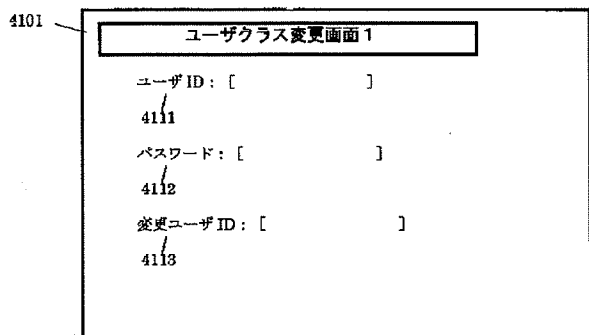 4101
ユーザクラス変更画面1
ユーザID：[ ]
4111
パスワード：[ ]
4112
変更ユーザID：[ ]
4113